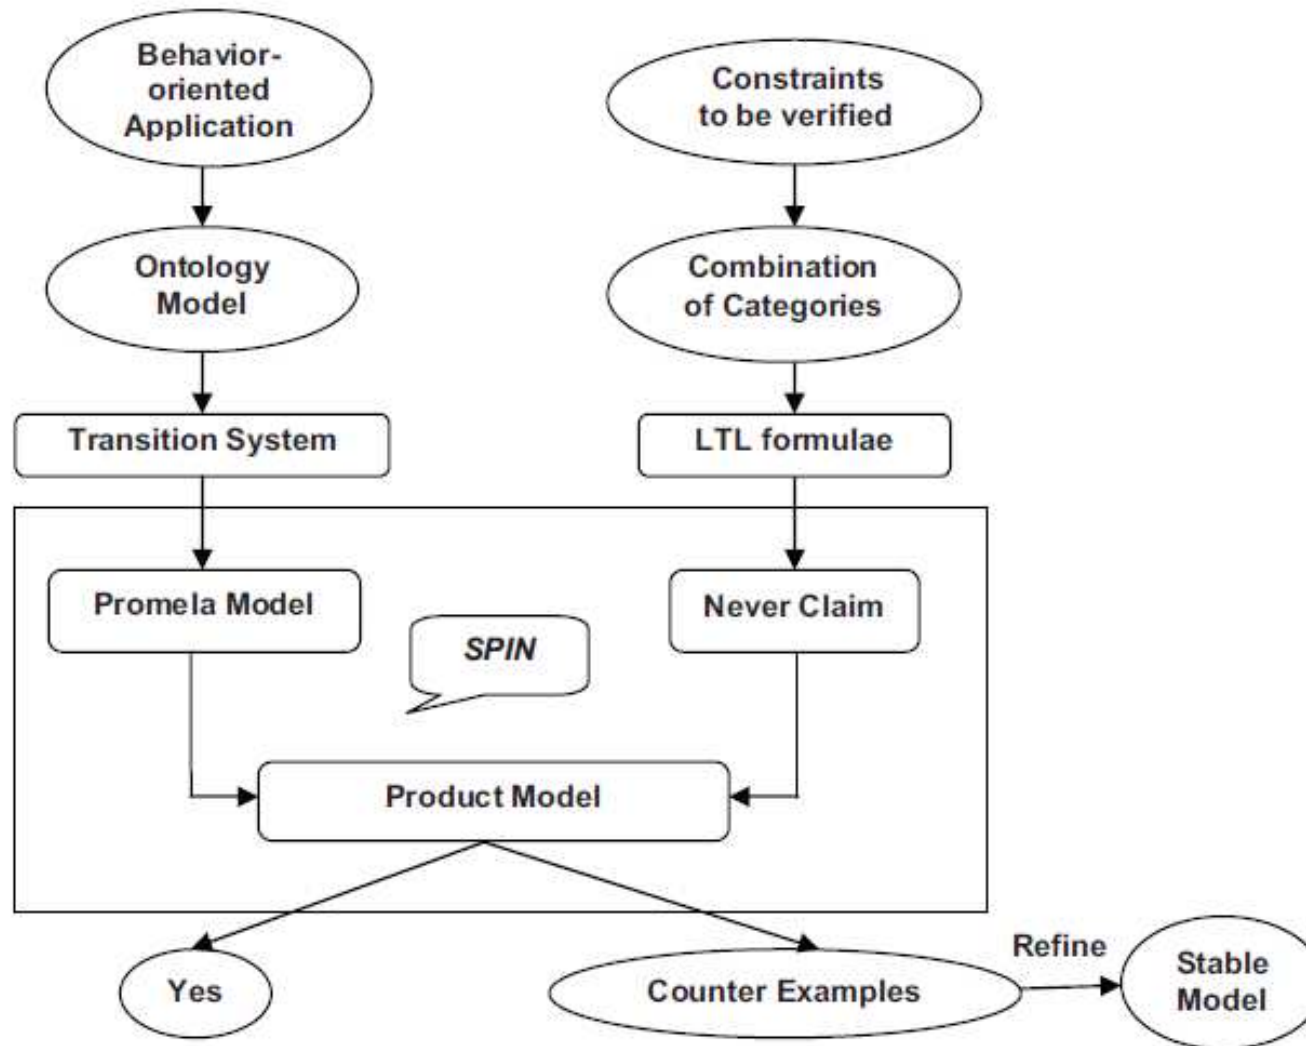 Behavior-
oriented
Application
Constraints
to be verified
Ontology
Model
Combination
of Categories
Transition System
LTL formulae
Promela Model
Never Claim
SPIN
Product Model
Yes
Counter Examples
Refine
Stable
Model